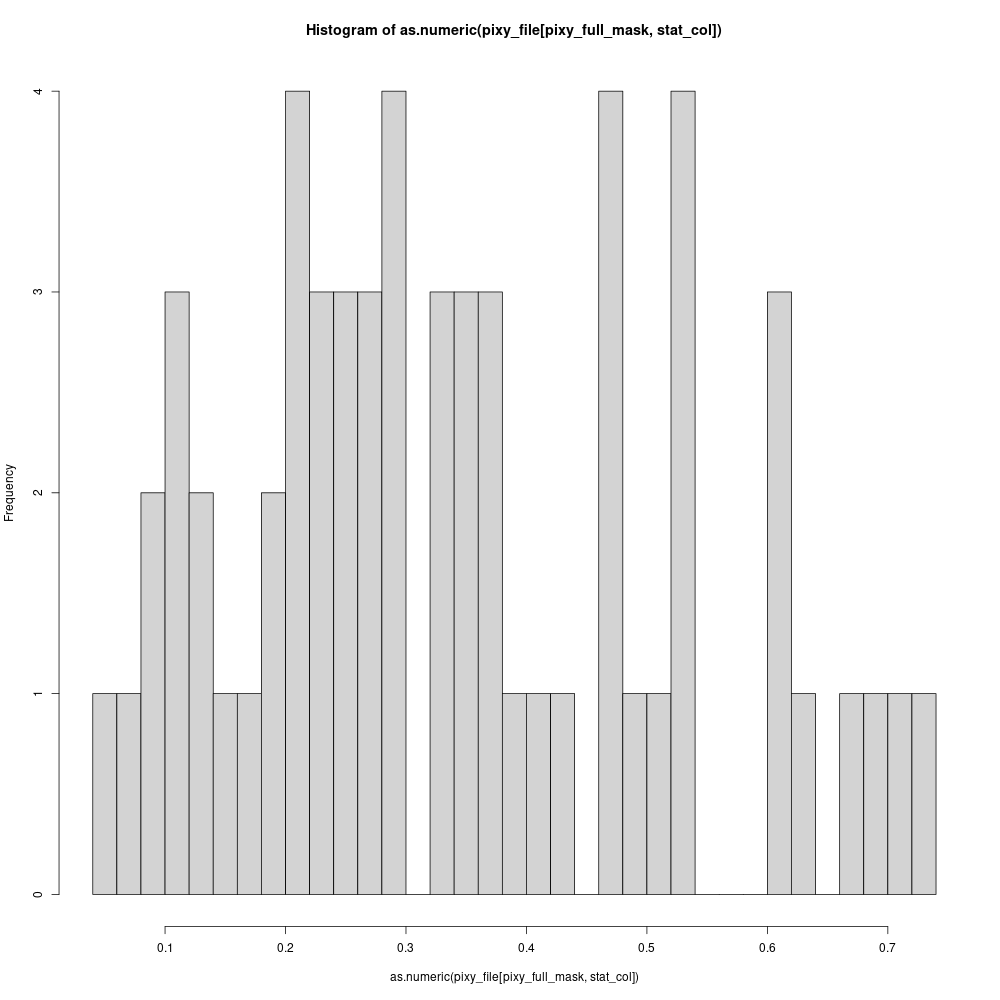 Histogram of as.numeric(pixy_file[pixy_full_mask, stat_col])
4
3
2
1
0
Frequency
0.1 0.2 0.3 0.4 0.5 0.6 0.7
as.numeric(pixy_file[pixy_full_mask, stat_col])